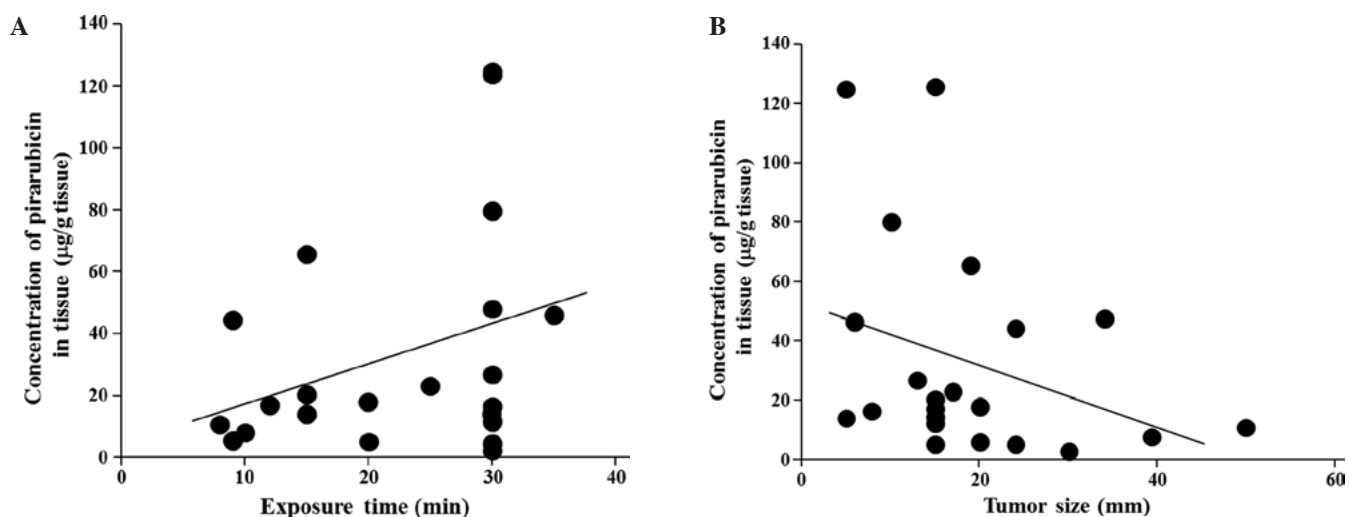 A
Concentration of pirarubicin
in tissue (μg/g tissue)
140
120
100
80
60
40
20
0
0 10 20 30 40
Exposure time (min)
B
Concentration of pirarubicin
in tissue (μg/g tissue)
140
120
100
80
60
40
20
0
0 20 40 60
Tumor size (mm)